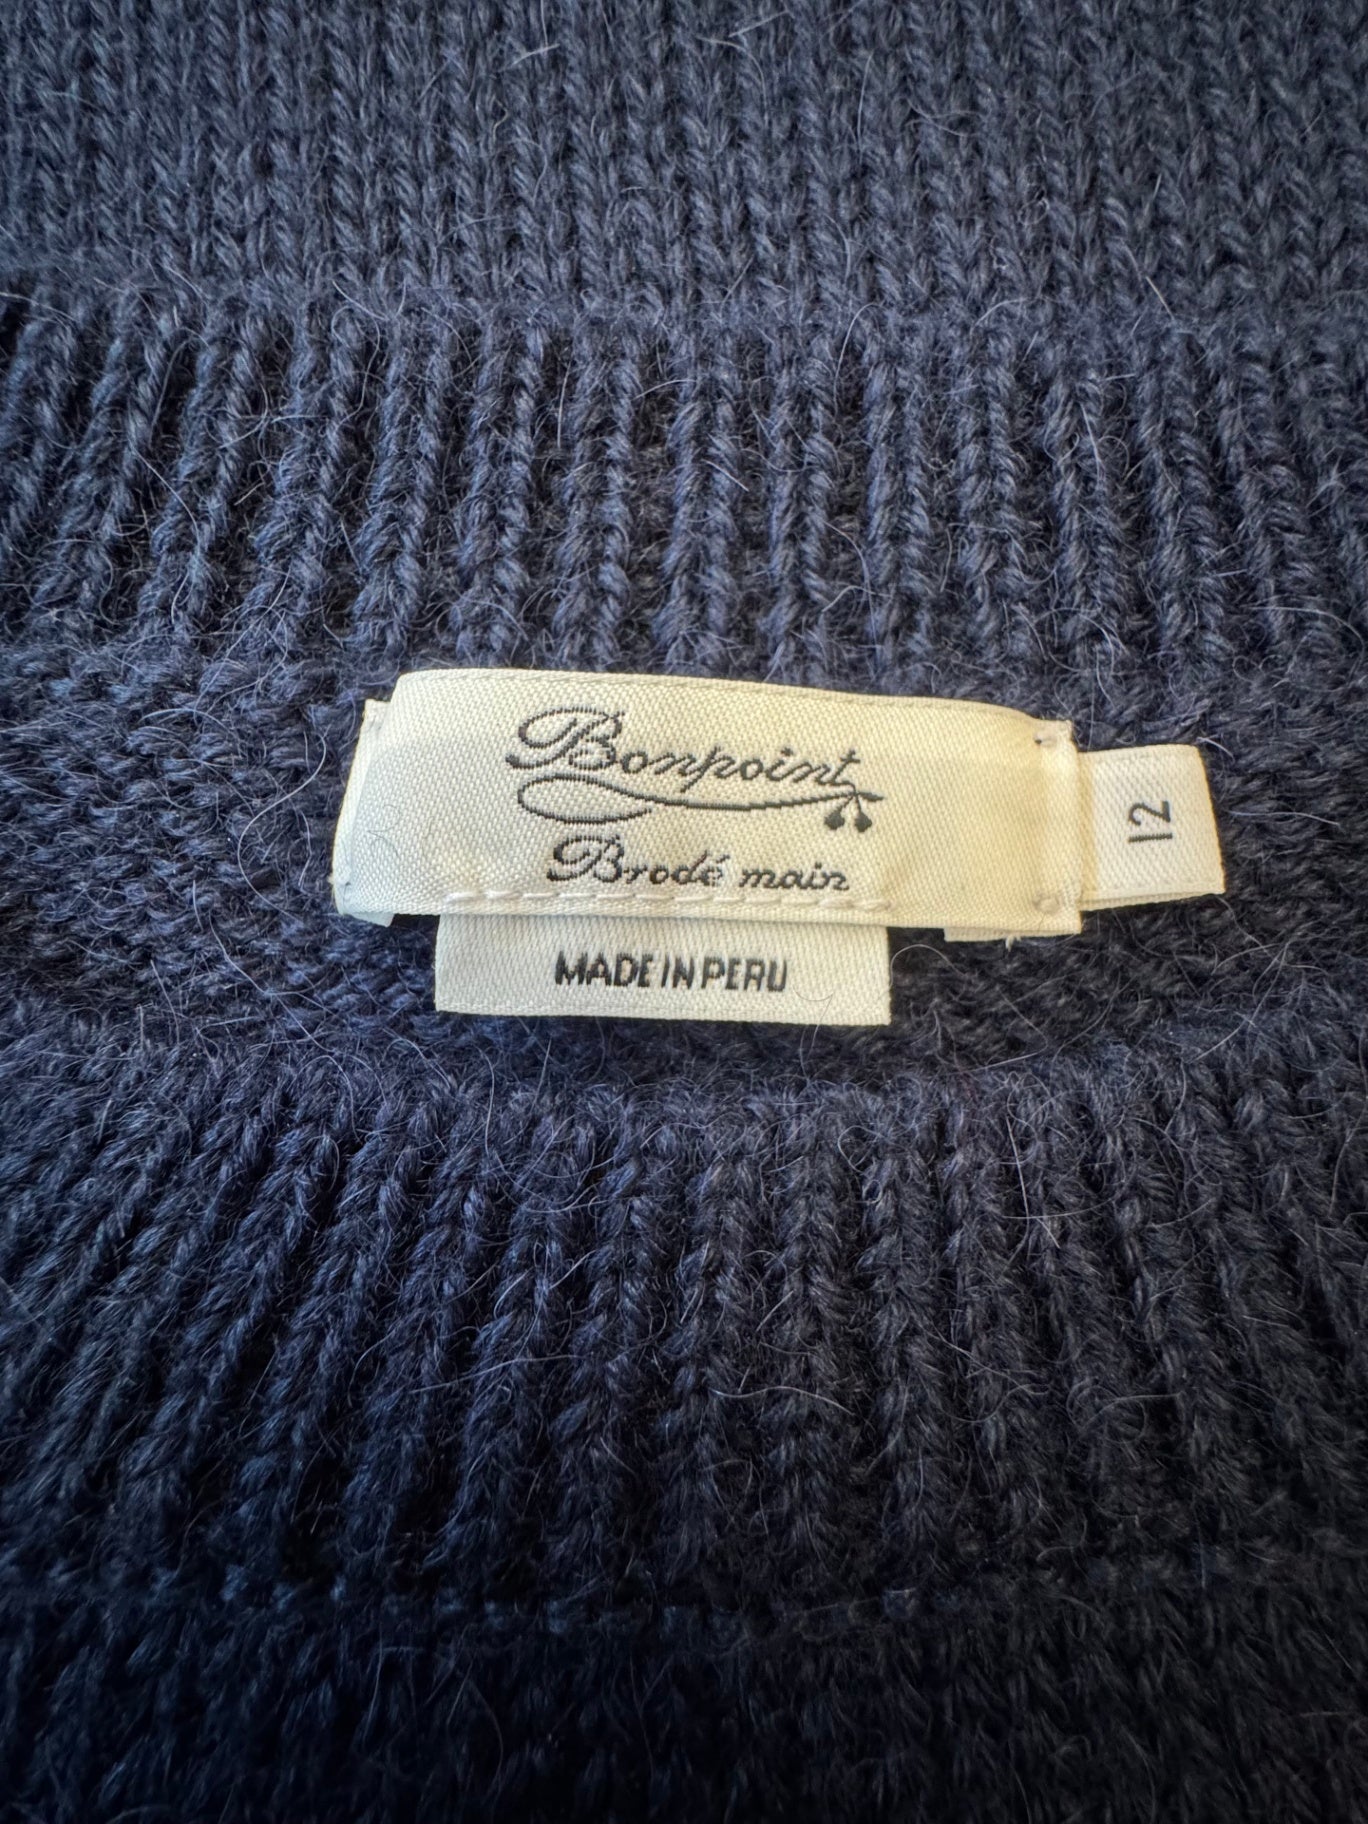 Bonpoint
Brodé main
12
MADE IN PERU